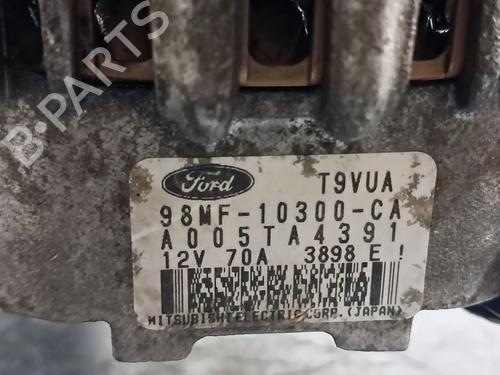 B-PARTS
Ford T9VUA
98MF-10300-CA
A005TA4391
12V 70A 3898 E !
MITSUBISHI ELECTRIC CORP. (JAPAN)